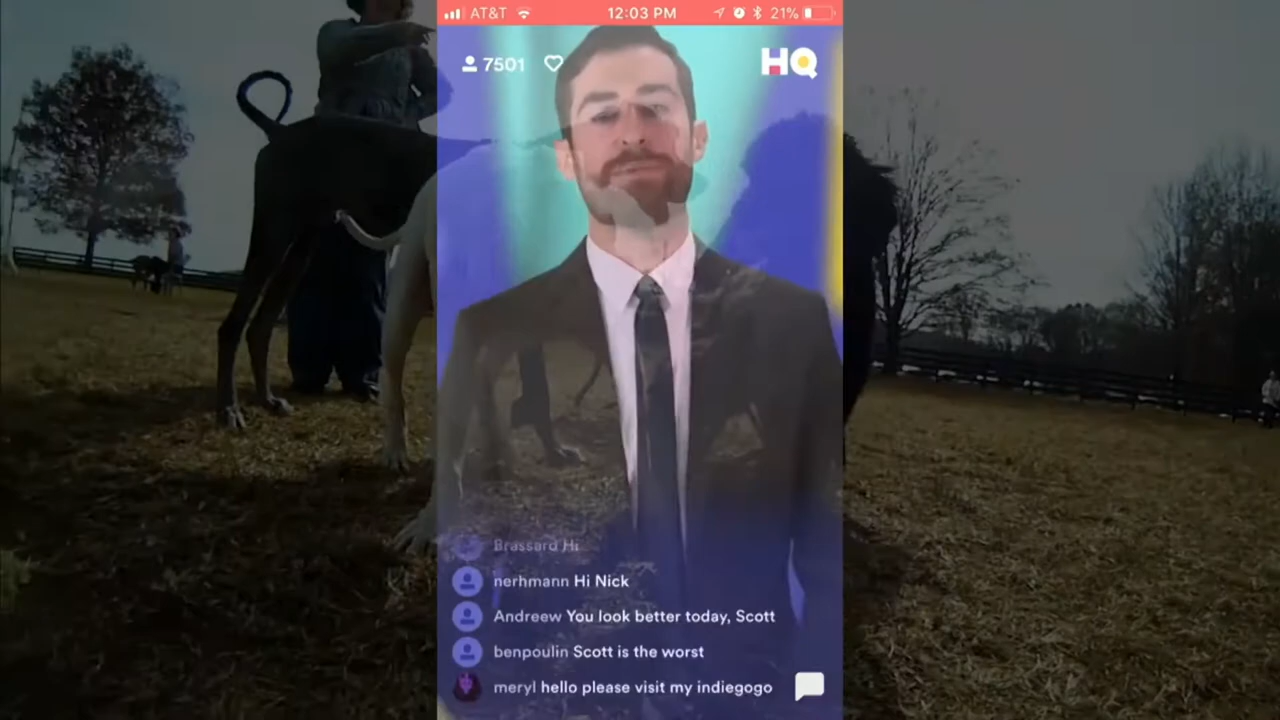 AT&T 12:03 PM 21%
7501 HQ
Brassard Hi
nerhmann Hi Nick
Andreew You look better today, Scott
benpoulin Scott is the worst
meryl hello please visit my indiegogo